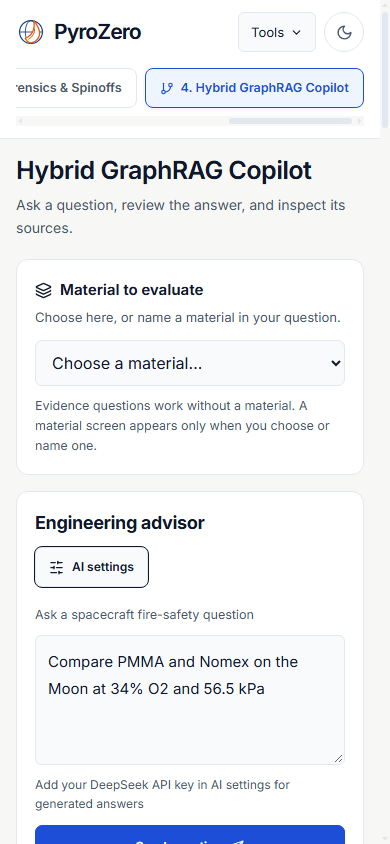 PyroZero
Tools
rensics & Spinoffs
4. Hybrid GraphRAG Copilot
Hybrid GraphRAG Copilot
Ask a question, review the answer, and inspect its
sources.
Material to evaluate
Choose here, or name a material in your question.
Choose a material...
Evidence questions work without a material. A
material screen appears only when you choose or
name one.
Engineering advisor
AI settings
Ask a spacecraft fire-safety question
Compare PMMA and Nomex on the
Moon at 34% O2 and 56.5 kPa
Add your DeepSeek API key in AI settings for
generated answers